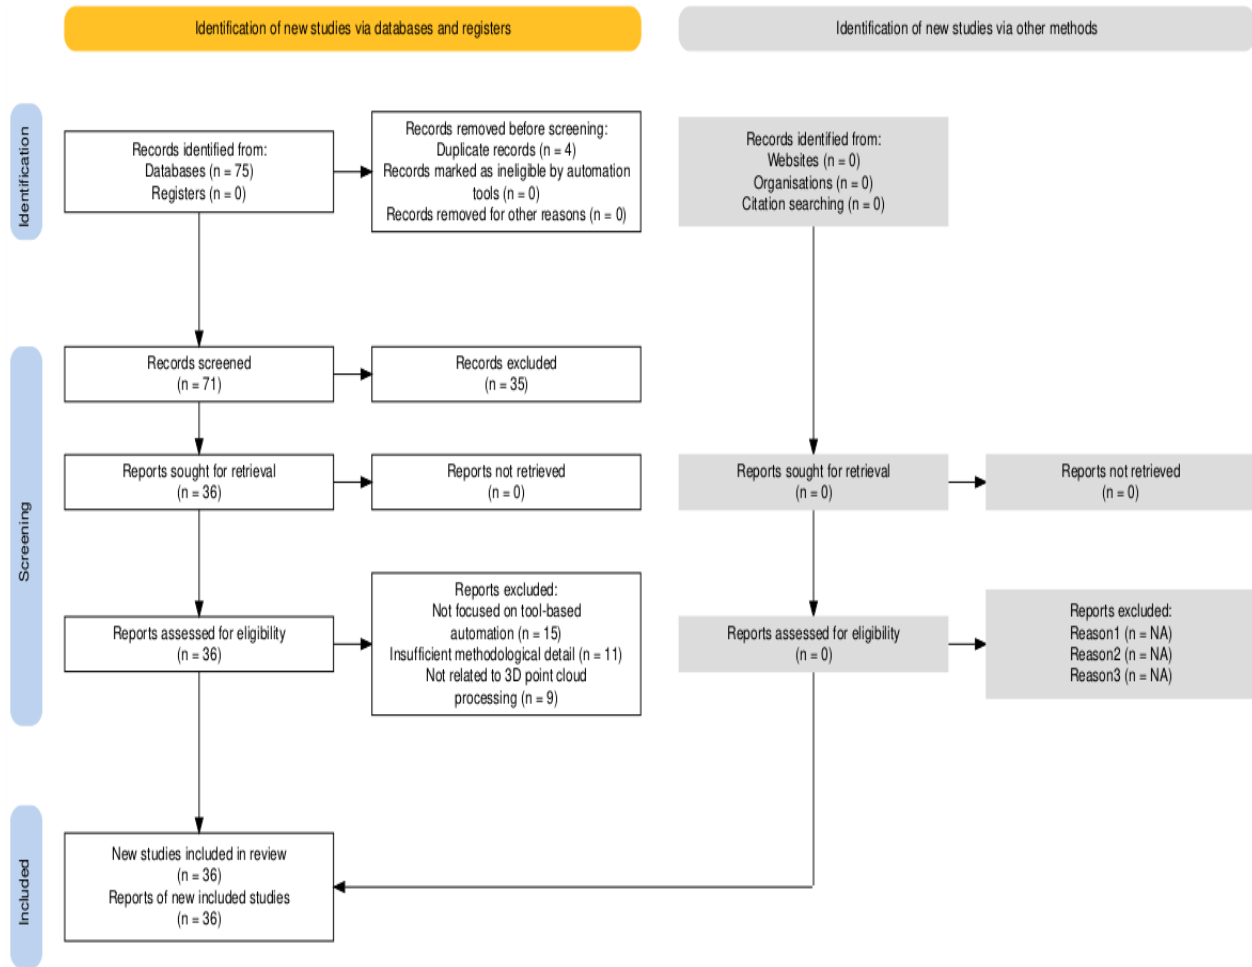 Identification of new studies via databases and registers
Identification of new studies via other methods
Identification
Records identified from:
Databases (n = 75)
Registers (n = 0)
Records removed before screening:
Duplicate records (n = 4)
Records marked as ineligible by automation
tools (n = 0)
Records removed for other reasons (n = 0)
Records identified from:
Websites (n = 0)
Organisations (n = 0)
Citation searching (n = 0)
Screening
Records screened
(n = 71)
Records excluded
(n = 35)
Reports sought for retrieval
(n = 36)
Reports not retrieved
(n = 0)
Reports sought for retrieval
(n = 0)
Reports not retrieved
(n = 0)
Reports assessed for eligibility
(n = 36)
Reports excluded:
Not focused on tool-based
automation (n = 15)
Insufficient methodological detail (n = 11)
Not related to 3D point cloud
processing (n = 9)
Reports assessed for eligibility
(n = 0)
Reports excluded:
Reason1 (n = NA)
Reason2 (n = NA)
Reason3 (n = NA)
Included
New studies included in review
(n = 36)
Reports of new included studies
(n = 36)